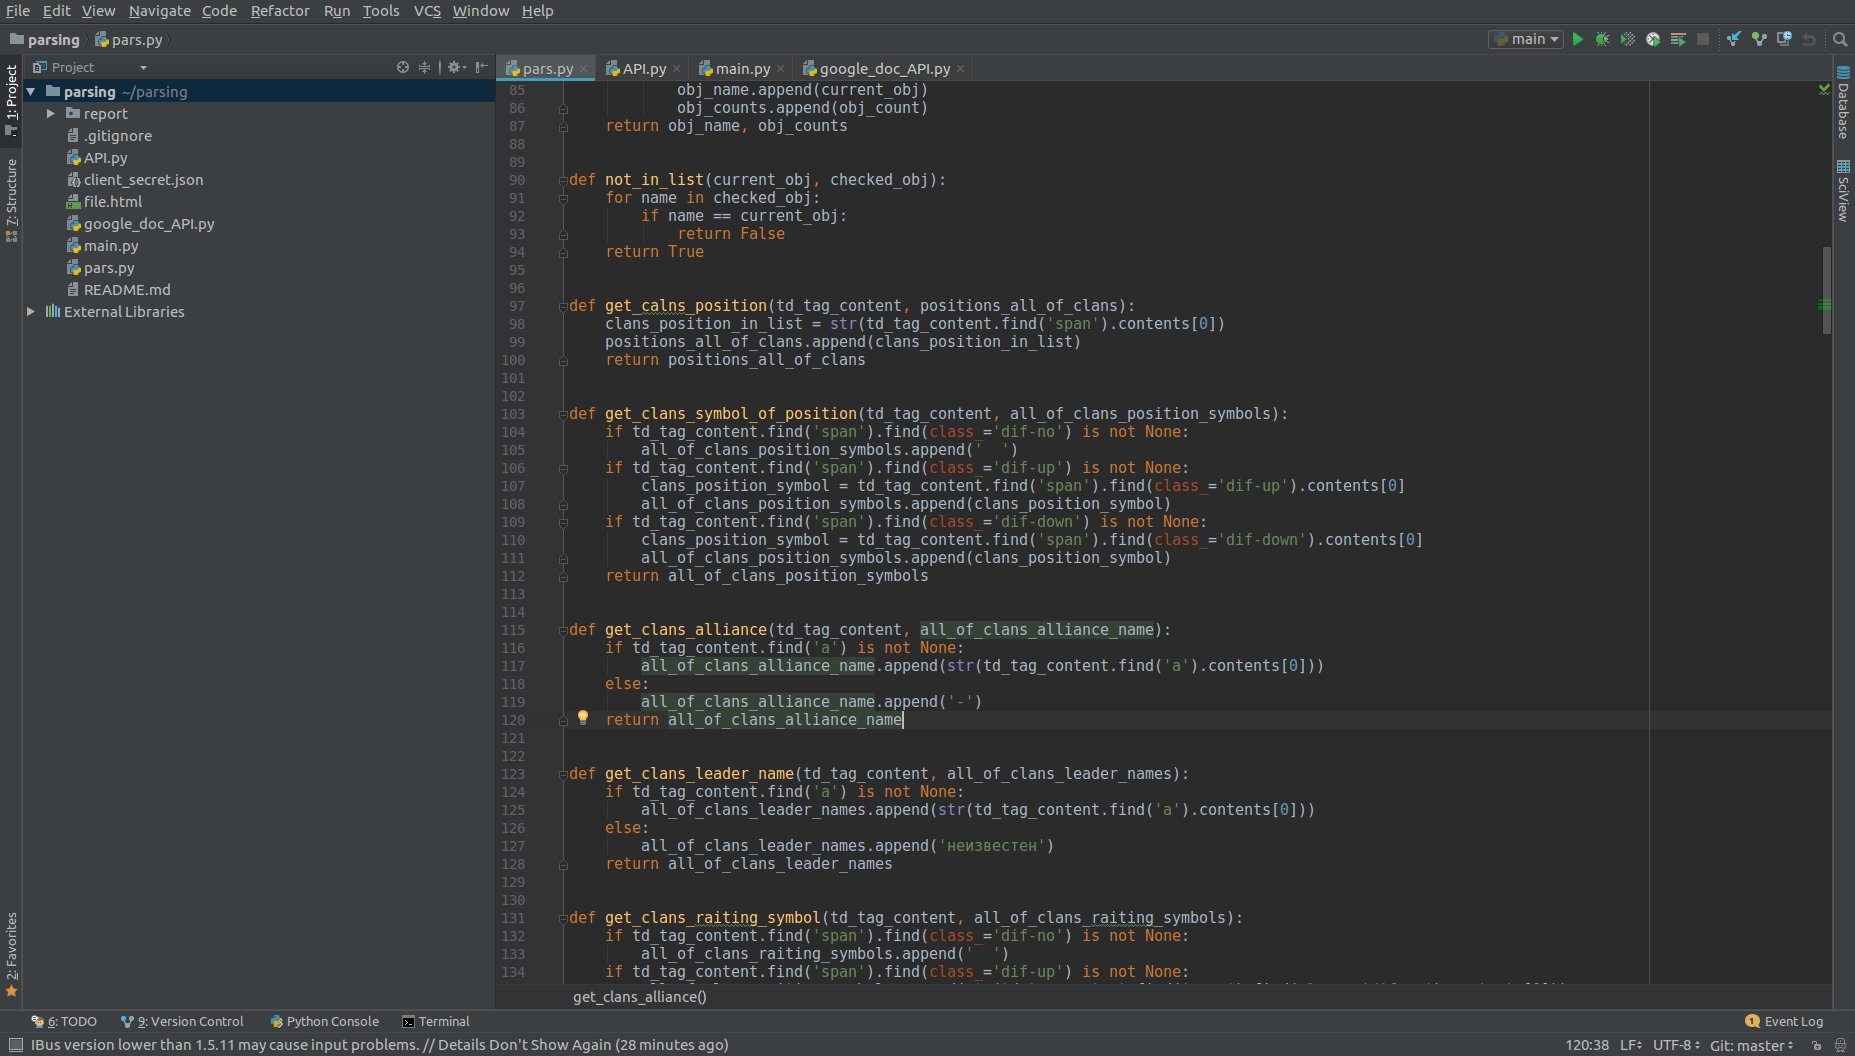 File Edit View Navigate Code Refactor Run Tools VCS Window Help
parsing pars.py main
Project
pars.py API.py main.py google_doc_API.py
1: Project
7: Structure
2: Favorites
parsing ~/parsing
report
.gitignore
API.py
client_secret.json
file.html
google_doc_API.py
main.py
pars.py
README.md
External Libraries
85 obj_name.append(current_obj)
86 obj_counts.append(obj_count)
87 return obj_name, obj_counts
88
89
90 def not_in_list(current_obj, checked_obj):
91 for name in checked_obj:
92 if name == current_obj:
93 return False
94 return True
95
96
97 def get_calns_position(td_tag_content, positions_all_of_clans):
98 clans_position_in_list = str(td_tag_content.find('span').contents[0])
99 positions_all_of_clans.append(clans_position_in_list)
100 return positions_all_of_clans
101
102
103 def get_clans_symbol_of_position(td_tag_content, all_of_clans_position_symbols):
104 if td_tag_content.find('span').find(class_='dif-no') is not None:
105 all_of_clans_position_symbols.append('  ')
106 if td_tag_content.find('span').find(class_='dif-up') is not None:
107 clans_position_symbol = td_tag_content.find('span').find(class_='dif-up').contents[0]
108 all_of_clans_position_symbols.append(clans_position_symbol)
109 if td_tag_content.find('span').find(class_='dif-down') is not None:
110 clans_position_symbol = td_tag_content.find('span').find(class_='dif-down').contents[0]
111 all_of_clans_position_symbols.append(clans_position_symbol)
112 return all_of_clans_position_symbols
113
114
115 def get_clans_alliance(td_tag_content, all_of_clans_alliance_name):
116 if td_tag_content.find('a') is not None:
117 all_of_clans_alliance_name.append(str(td_tag_content.find('a').contents[0]))
118 else:
119 all_of_clans_alliance_name.append('-')
120 return all_of_clans_alliance_name
121
122
123 def get_clans_leader_name(td_tag_content, all_of_clans_leader_names):
124 if td_tag_content.find('a') is not None:
125 all_of_clans_leader_names.append(str(td_tag_content.find('a').contents[0]))
126 else:
127 all_of_clans_leader_names.append('неизвестен')
128 return all_of_clans_leader_names
129
130
131 def get_clans_raiting_symbol(td_tag_content, all_of_clans_raiting_symbols):
132 if td_tag_content.find('span').find(class_='dif-no') is not None:
133 all_of_clans_raiting_symbols.append('  ')
134 if td_tag_content.find('span').find(class_='dif-up') is not None:
get_clans_alliance()
Database
SciView
6: TODO 9: Version Control Python Console Terminal 1 Event Log
IBus version lower than 1.5.11 may cause input problems. // Details Don't Show Again (28 minutes ago) 120:38 LF UTF-8 Git: master